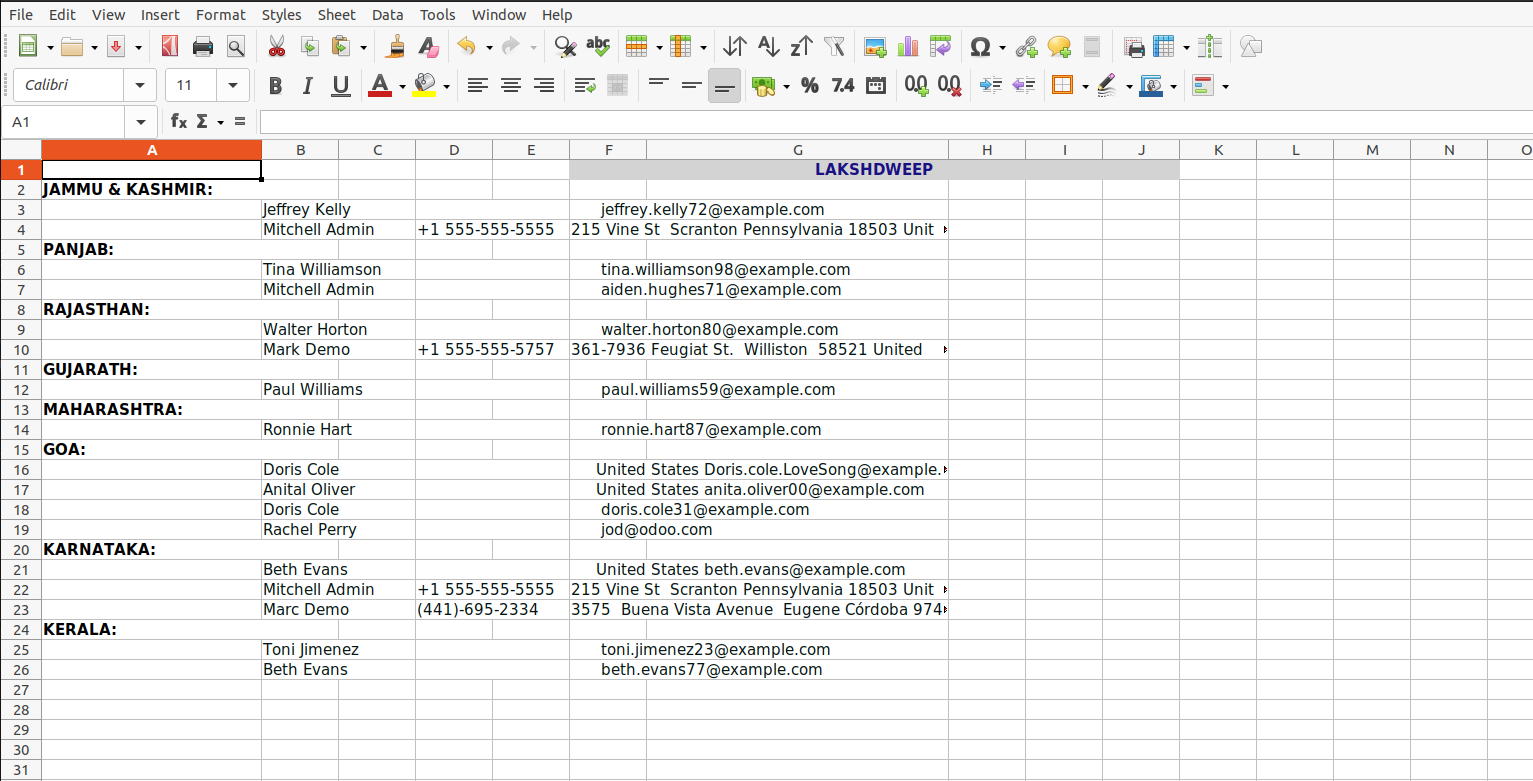 File Edit View Insert Format Styles Sheet Data Tools Window Help
abc Ω
Calibri 11 B I U A % 7.4 0.0 0.0
A1 fx Σ =
A B C D E F G H I J K L M N O
1 LAKSHDWEEP
2 JAMMU & KASHMIR:
3 Jeffrey Kelly jeffrey.kelly72@example.com
4 Mitchell Admin +1 555-555-5555 215 Vine St Scranton Pennsylvania 18503 Unit
5 PANJAB:
6 Tina Williamson tina.williamson98@example.com
7 Mitchell Admin aiden.hughes71@example.com
8 RAJASTHAN:
9 Walter Horton walter.horton80@example.com
10 Mark Demo +1 555-555-5757 361-7936 Feugiat St. Williston 58521 United
11 GUJARATH:
12 Paul Williams paul.williams59@example.com
13 MAHARASHTRA:
14 Ronnie Hart ronnie.hart87@example.com
15 GOA:
16 Doris Cole United States Doris.cole.LoveSong@example.
17 Anital Oliver United States anita.oliver00@example.com
18 Doris Cole doris.cole31@example.com
19 Rachel Perry jod@odoo.com
20 KARNATAKA:
21 Beth Evans United States beth.evans@example.com
22 Mitchell Admin +1 555-555-5555 215 Vine St Scranton Pennsylvania 18503 Unit
23 Marc Demo (441)-695-2334 3575 Buena Vista Avenue Eugene Córdoba 974
24 KERALA:
25 Toni Jimenez toni.jimenez23@example.com
26 Beth Evans beth.evans77@example.com
27
28
29
30
31